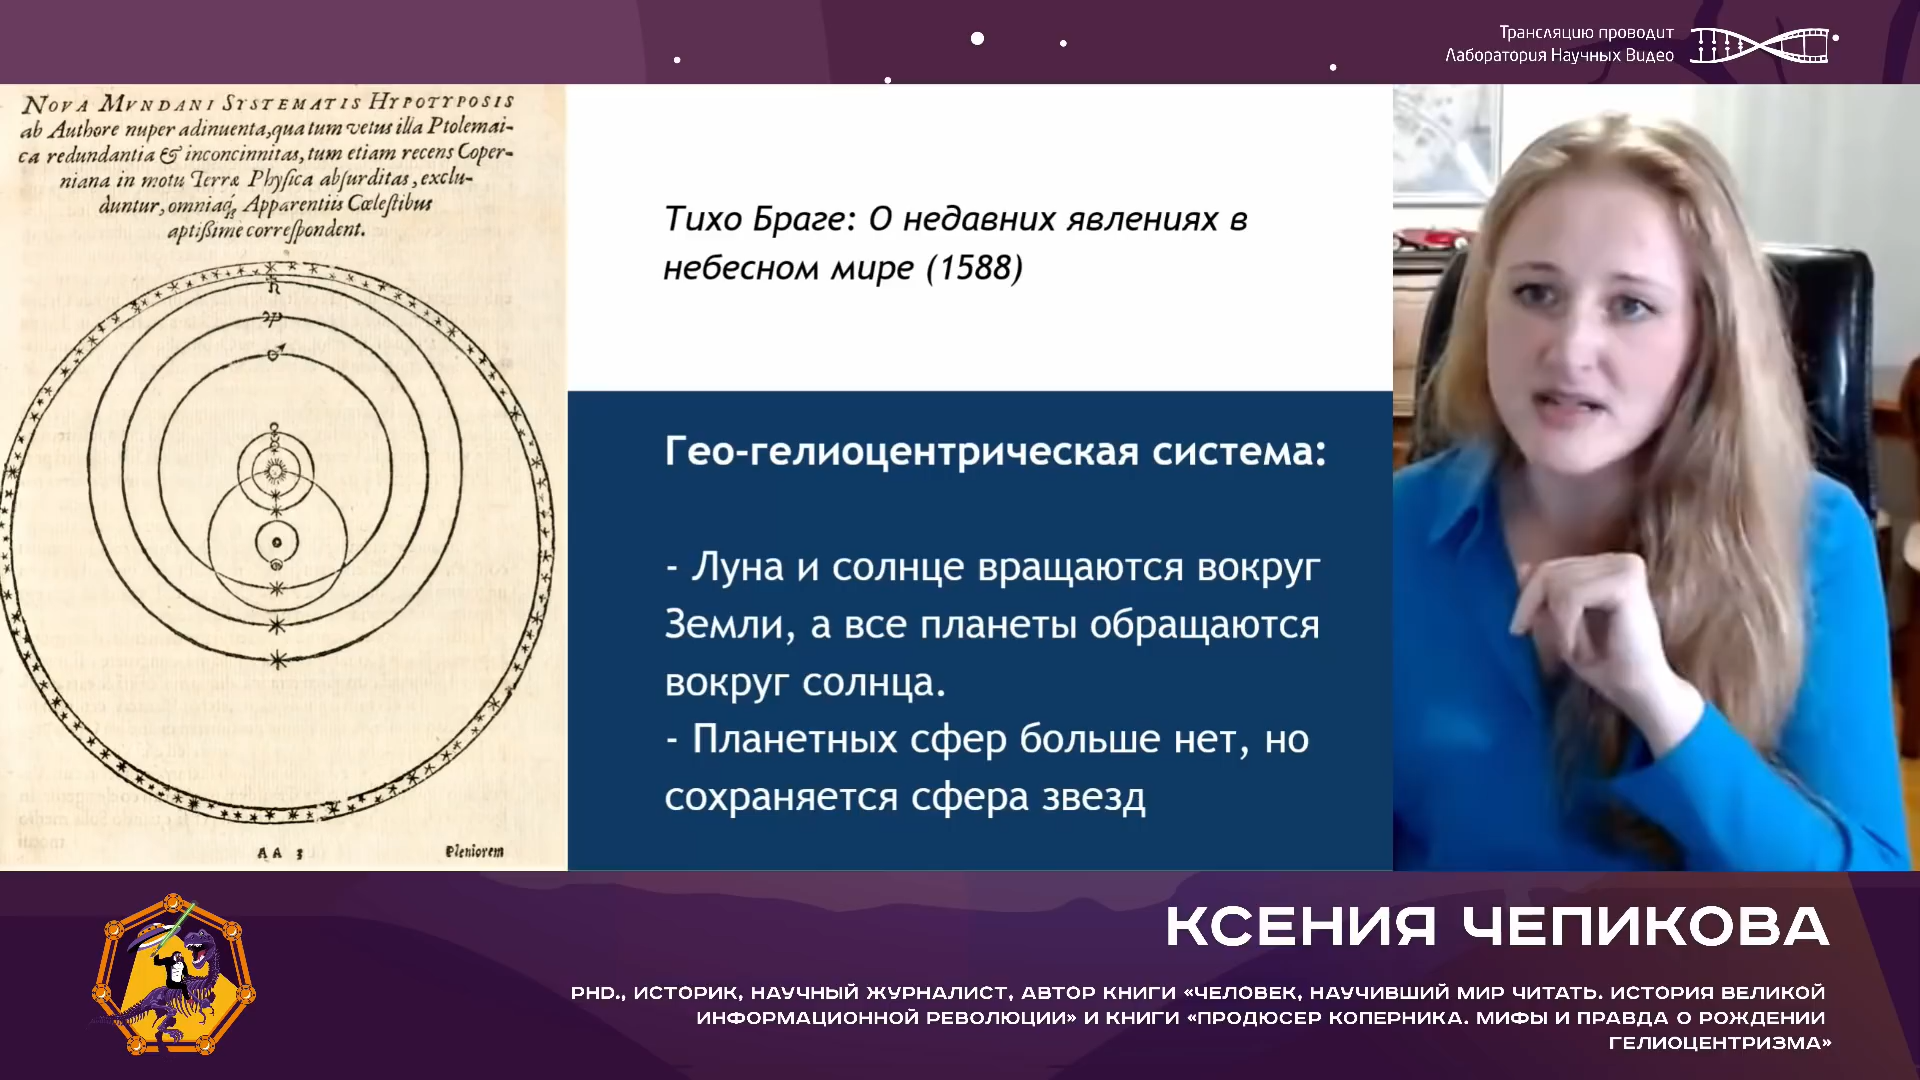 Трансляцию проводит
Лаборатория Научных Видео
NOVA MVNDANI SYSTEMATIS HYPOTYPOSIS
ab Authore nuper adinuenta, qua tum vetus illa Ptolemai-
ca redundantia & inconcinnitas, tum etiam recens Coper-
niana in motu Terræ Physica absurditas, exclu-
duntur, omniaq́; Apparentiis Cœlestibus
aptißime correspondent.
AA 3
Pleniorem
Тихо Браге: О недавних явлениях в
небесном мире (1588)
Гео-гелиоцентрическая система:
- Луна и солнце вращаются вокруг
Земли, а все планеты обращаются
вокруг солнца.
- Планетных сфер больше нет, но
сохраняется сфера звезд
КСЕНИЯ ЧЕПИКОВА
PHD., ИСТОРИК, НАУЧНЫЙ ЖУРНАЛИСТ, АВТОР КНИГИ «ЧЕЛОВЕК, НАУЧИВШИЙ МИР ЧИТАТЬ. ИСТОРИЯ ВЕЛИКОЙ
ИНФОРМАЦИОННОЙ РЕВОЛЮЦИИ» И КНИГИ «ПРОДЮСЕР КОПЕРНИКА. МИФЫ И ПРАВДА О РОЖДЕНИИ
ГЕЛИОЦЕНТРИЗМА»